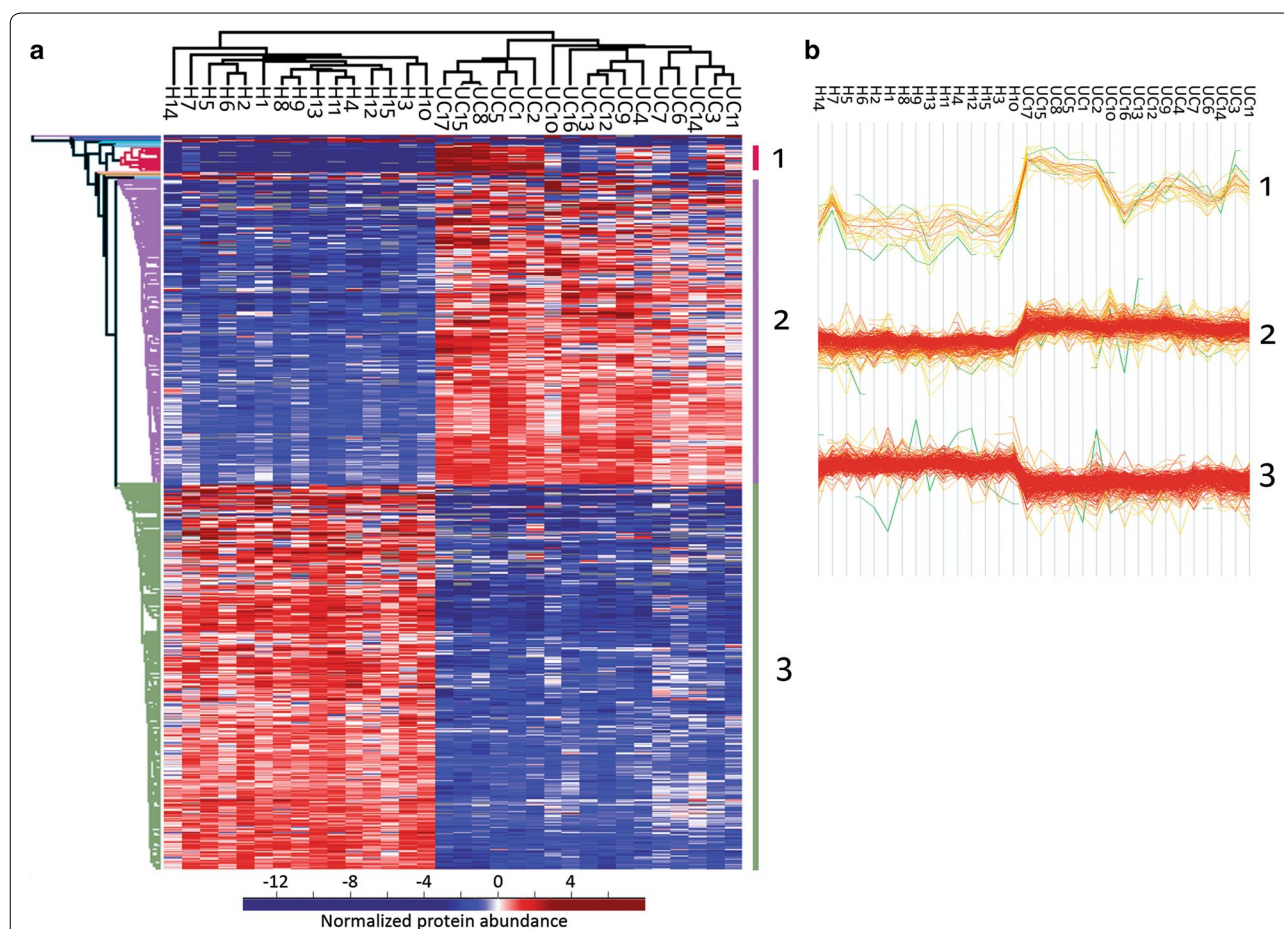 a
b
H14 H7 H5 H6 H2 H1 H8 H9 H13 H11 H4 H12 H15 H3 H10 UC17 UC15 UC8 UC5 UC1 UC2 UC10 UC16 UC13 UC12 UC9 UC4 UC7 UC6 UC14 UC3 UC11
1
2
3
-12 -8 -4 0 4
Normalized protein abundance
H14 H7 H5 H6 H2 H1 H8 H9 H13 H11 H4 H12 H15 H3 H10 UC17 UC15 UC8 UC5 UC1 UC2 UC10 UC16 UC13 UC12 UC9 UC4 UC7 UC6 UC14 UC3 UC11
1
2
3